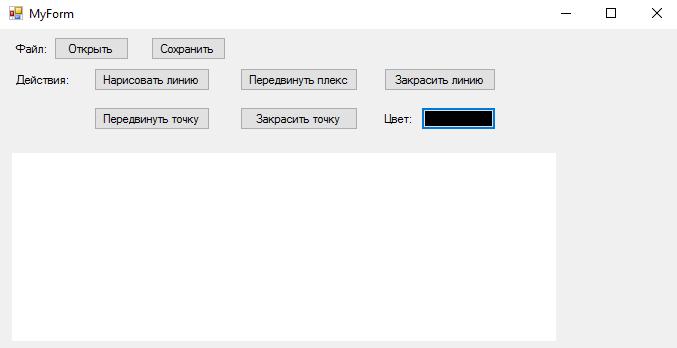 MyForm
Файл: Открыть Сохранить
Действия: Нарисовать линию Передвинуть плекс Закрасить линию
Передвинуть точку Закрасить точку Цвет: